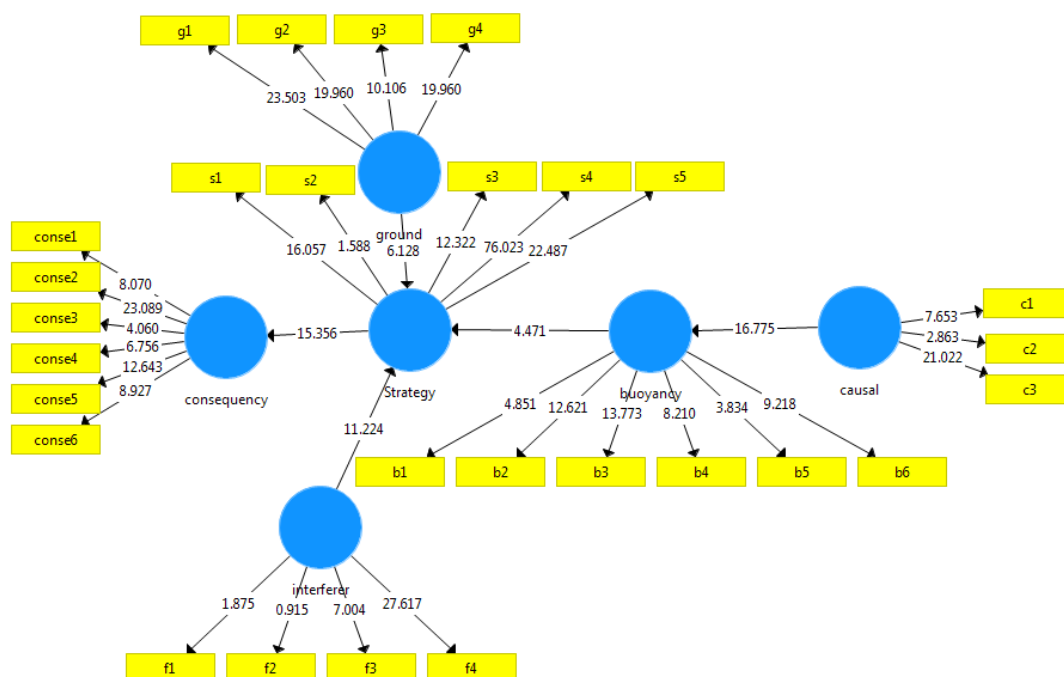 g1
g2
g3
g4
23.503
19.960
10.106
19.960
s1
s2
s3
s4
s5
ground
6.128
16.057
1.588
12.322
76.023
22.487
conse1
conse2
conse3
conse4
conse5
conse6
8.070
23.089
4.060
6.756
12.643
8.927
consequency
15.356
Strategy
4.471
buoyancy
16.775
causal
7.653
2.863
21.022
c1
c2
c3
4.851
12.621
13.773
8.210
3.834
9.218
b1
b2
b3
b4
b5
b6
11.224
interferer
1.875
0.915
7.004
27.617
f1
f2
f3
f4